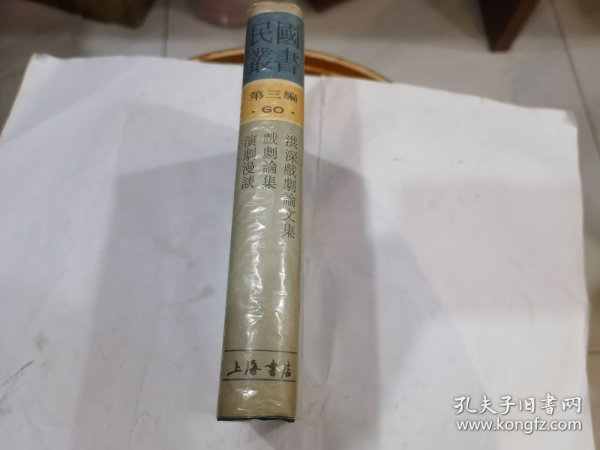 民國
叢書
第三編
·60·
洪深戲劇論文集
戲劇論集
演劇漫談
上海書店
孔夫子旧书网
www.kongfz.com